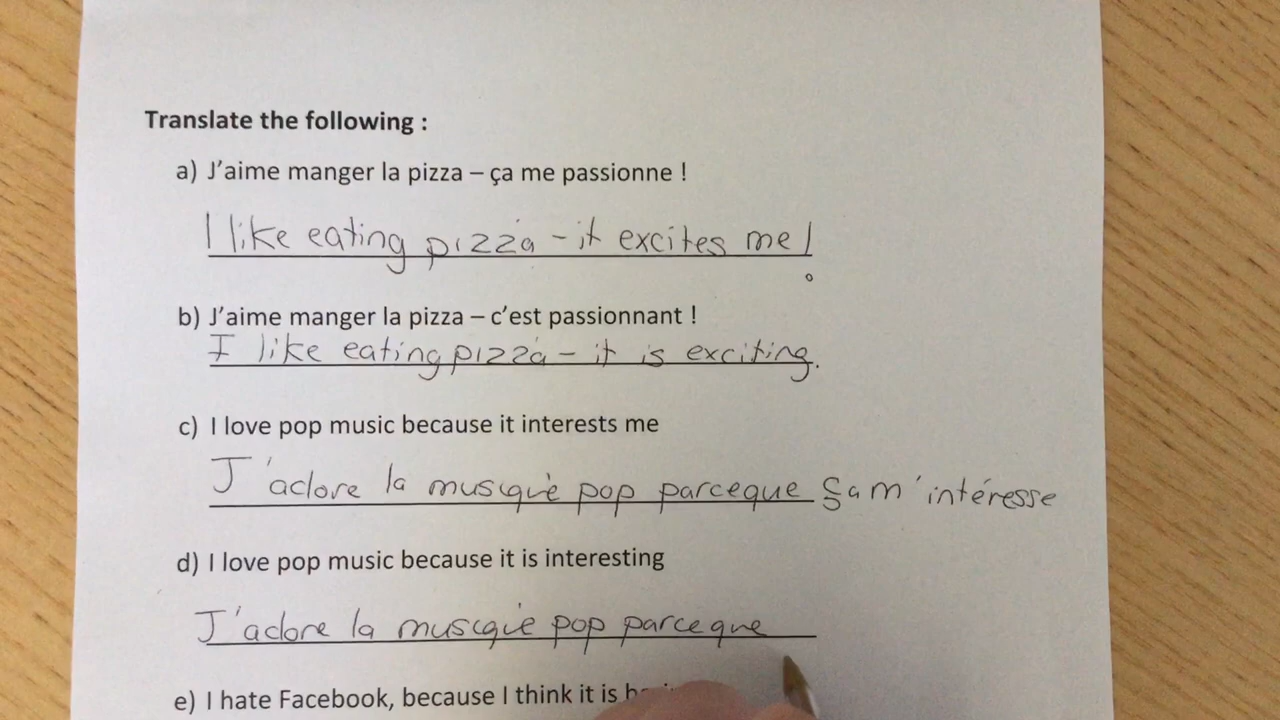 Translate the following :
a) J'aime manger la pizza – ça me passionne !
I like eating pizza - it excites me!
b) J'aime manger la pizza – c'est passionnant !
I like eating pizza - it is exciting.
c) I love pop music because it interests me
J'adore la musique pop parceque ça m'intéresse
d) I love pop music because it is interesting
J'adore la musique pop parceque
e) I hate Facebook, because I think it is